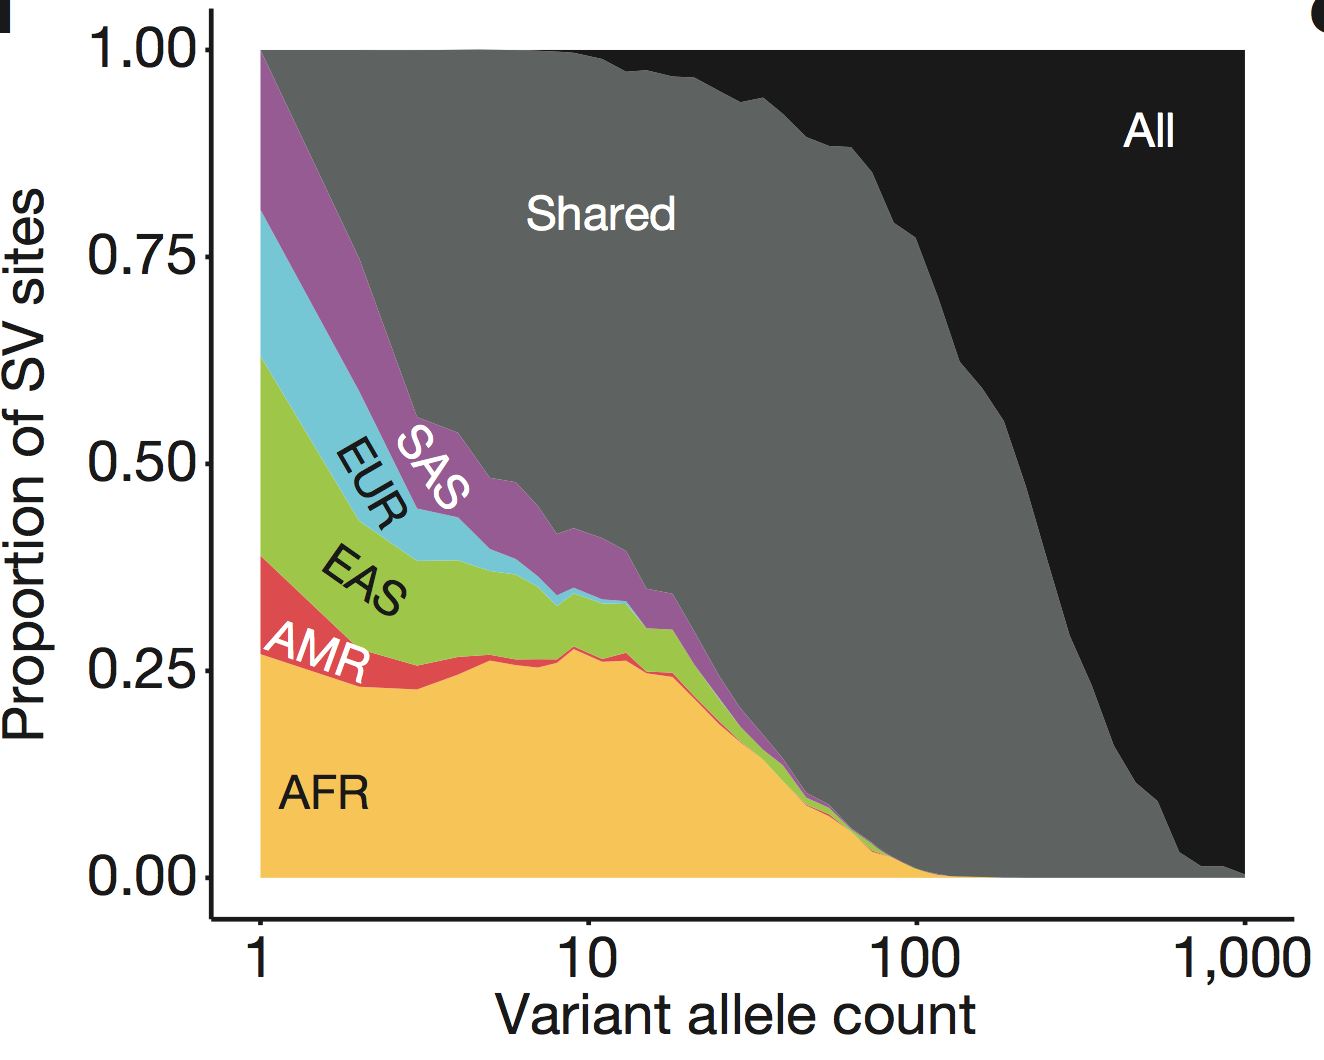 1.00
0.75
0.50
0.25
0.00
Proportion of SV sites
All
Shared
SAS
EUR
EAS
AMR
AFR
1 10 100 1,000
Variant allele count